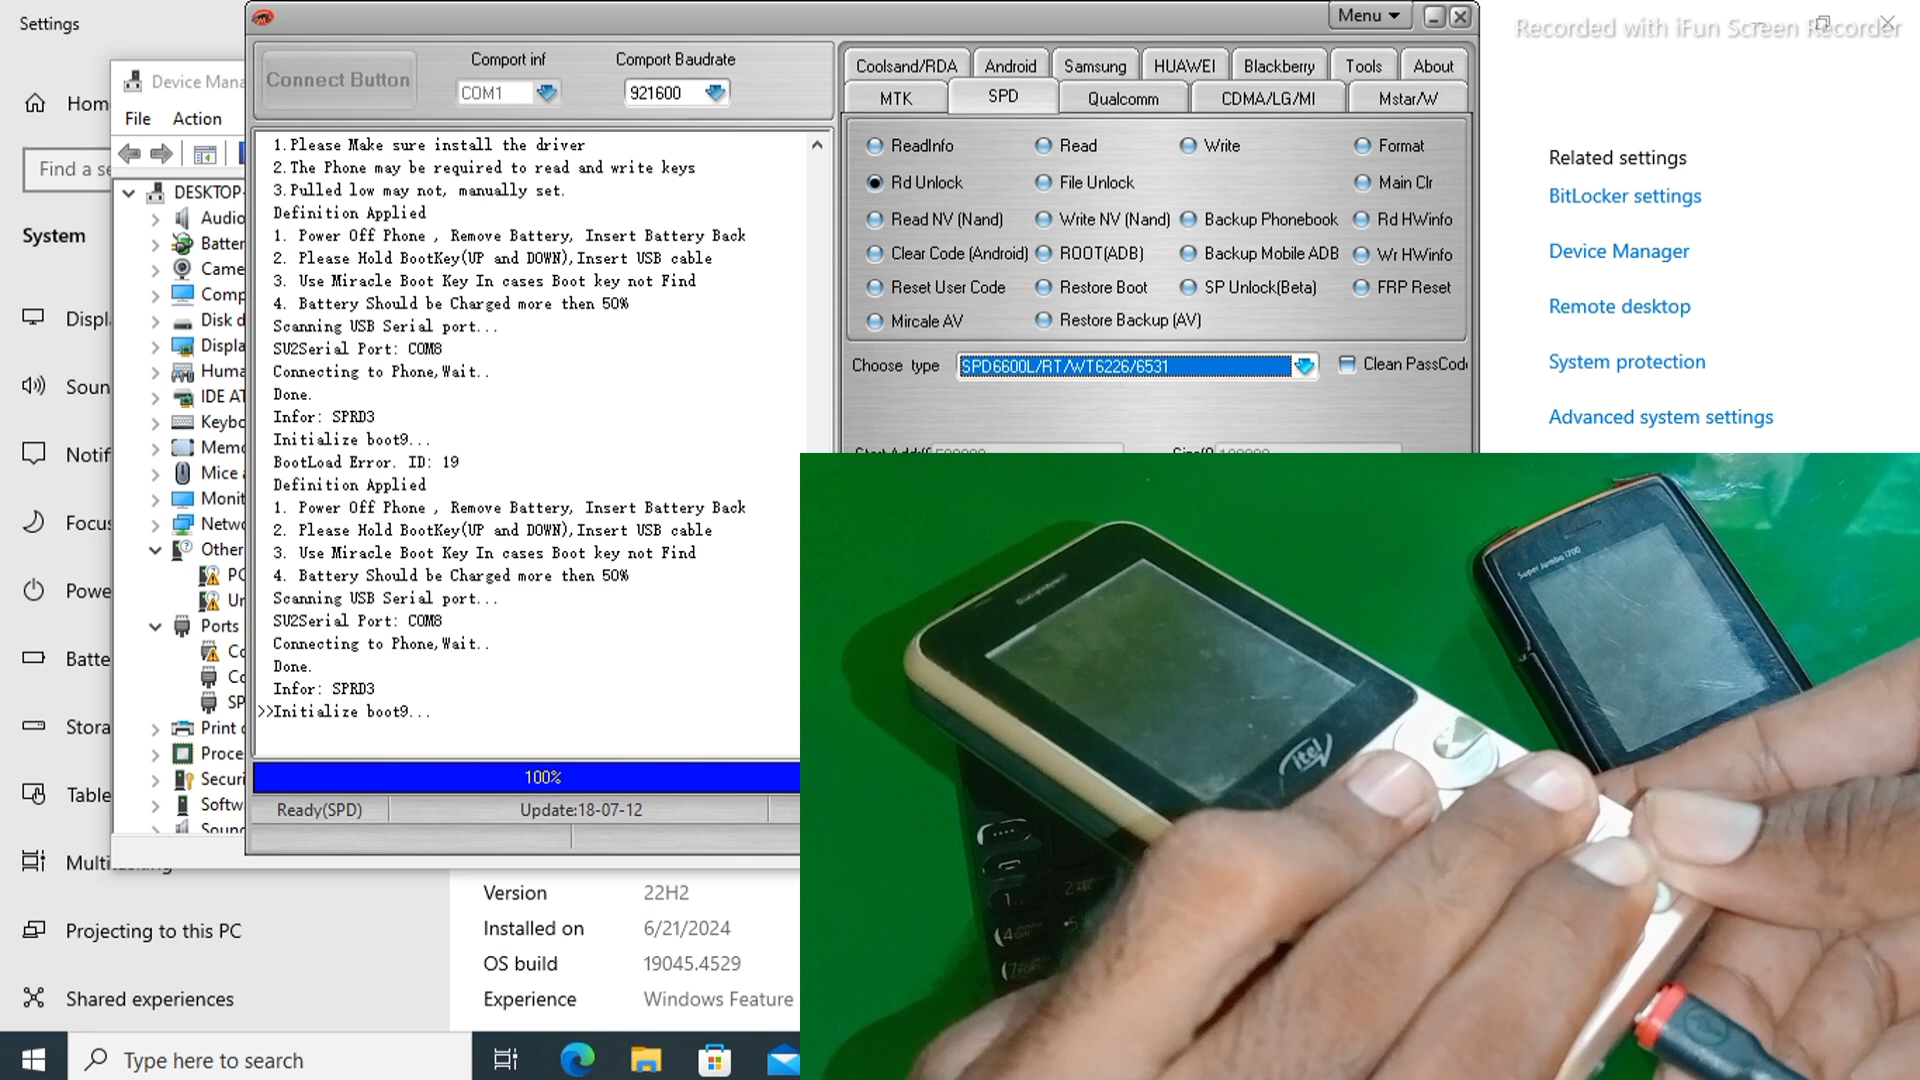 Settings
Recorded with iFun Screen Recorder
Home
Find a se
System
Displ
Soun
Notif
Focus
Powe
Batte
Stora
Table
Multitasking
Projecting to this PC
Shared experiences
Device Mana
File Action
DESKTOP-
Audio
Batter
Came
Comp
Disk d
Displa
Huma
IDE AT
Keybo
Memo
Mice a
Monit
Netwo
Other
PC
Un
Ports
Co
Co
SP
Print q
Proce
Securi
Softw
Sound
Menu
Connect Button
Comport inf
COM1
Comport Baudrate
921600
1.Please Make sure install the driver
2.The Phone may be required to read and write keys
3.Pulled low may not, manually set.
Definition Applied
1. Power Off Phone , Remove Battery, Insert Battery Back
2. Please Hold BootKey(UP and DOWN),Insert USB cable
3. Use Miracle Boot Key In cases Boot key not Find
4. Battery Should be Charged more then 50%
Scanning USB Serial port...
SU2Serial Port: COM8
Connecting to Phone,Wait..
Done.
Infor: SPRD3
Initialize boot9...
BootLoad Error. ID: 19
Definition Applied
1. Power Off Phone , Remove Battery, Insert Battery Back
2. Please Hold BootKey(UP and DOWN),Insert USB cable
3. Use Miracle Boot Key In cases Boot key not Find
4. Battery Should be Charged more then 50%
Scanning USB Serial port...
SU2Serial Port: COM8
Connecting to Phone,Wait..
Done.
Infor: SPRD3
>>Initialize boot9...
100%
Ready(SPD) Update:18-07-12
Coolsand/RDA Android Samsung HUAWEI Blackberry Tools About
MTK SPD Qualcomm CDMA/LG/MI Mstar/W
ReadInfo Read Write Format
Rd Unlock File Unlock Main Clr
Read NV (Nand) Write NV (Nand) Backup Phonebook Rd HWinfo
Clear Code (Android) ROOT(ADB) Backup Mobile ADB Wr HWinfo
Reset User Code Restore Boot SP Unlock(Beta) FRP Reset
Mircale AV Restore Backup (AV)
Choose type SPD6600L/RT/WT6226/6531 Clean PassCod
Related settings
BitLocker settings
Device Manager
Remote desktop
System protection
Advanced system settings
Version 22H2
Installed on 6/21/2024
OS build 19045.4529
Experience Windows Feature
Type here to search
Super Jumbo i700
itel